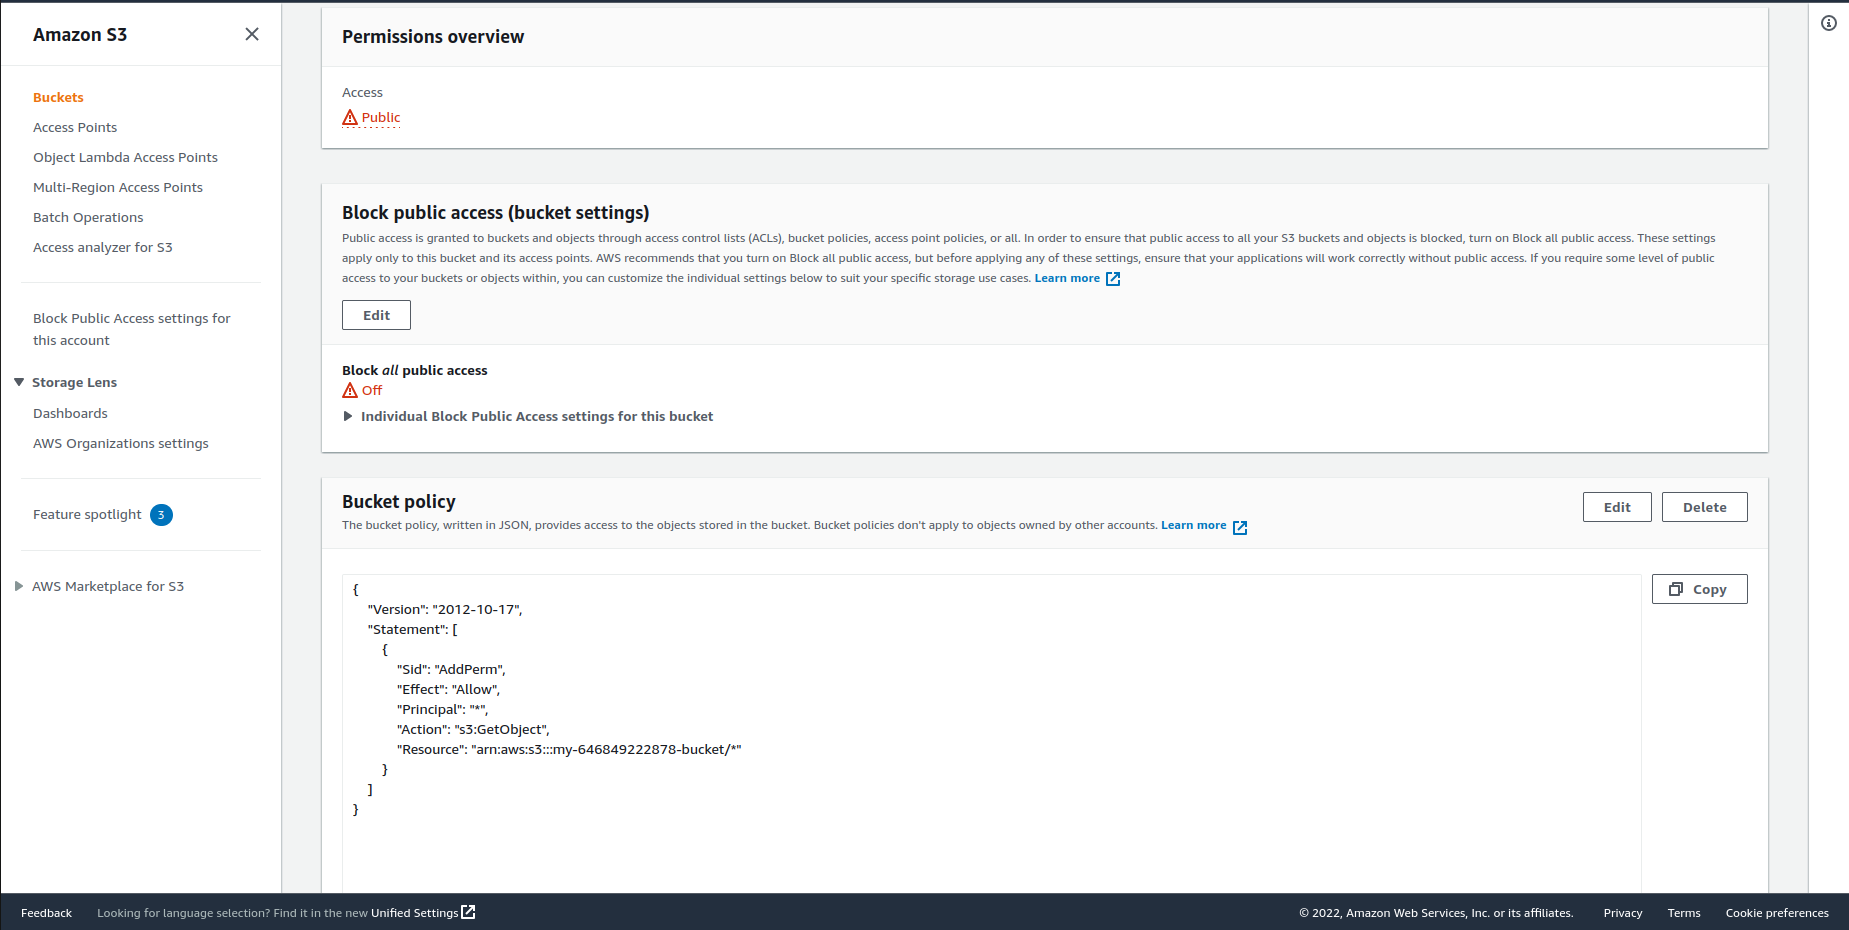 Amazon S3
Buckets
Access Points
Object Lambda Access Points
Multi-Region Access Points
Batch Operations
Access analyzer for S3
Block Public Access settings for
this account
Storage Lens
Dashboards
AWS Organizations settings
Feature spotlight 3
AWS Marketplace for S3
Permissions overview
Access
Public
Block public access (bucket settings)
Public access is granted to buckets and objects through access control lists (ACLs), bucket policies, access point policies, or all. In order to ensure that public access to all your S3 buckets and objects is blocked, turn on Block all public access. These settings
apply only to this bucket and its access points. AWS recommends that you turn on Block all public access, but before applying any of these settings, ensure that your applications will work correctly without public access. If you require some level of public
access to your buckets or objects within, you can customize the individual settings below to suit your specific storage use cases. Learn more
Edit
Block all public access
Off
Individual Block Public Access settings for this bucket
Bucket policy
The bucket policy, written in JSON, provides access to the objects stored in the bucket. Bucket policies don't apply to objects owned by other accounts. Learn more
Edit Delete
Copy
{
"Version": "2012-10-17",
"Statement": [
{
"Sid": "AddPerm",
"Effect": "Allow",
"Principal": "*",
"Action": "s3:GetObject",
"Resource": "arn:aws:s3:::my-646849222878-bucket/*"
}
]
}
Feedback Looking for language selection? Find it in the new Unified Settings © 2022, Amazon Web Services, Inc. or its affiliates. Privacy Terms Cookie preferences